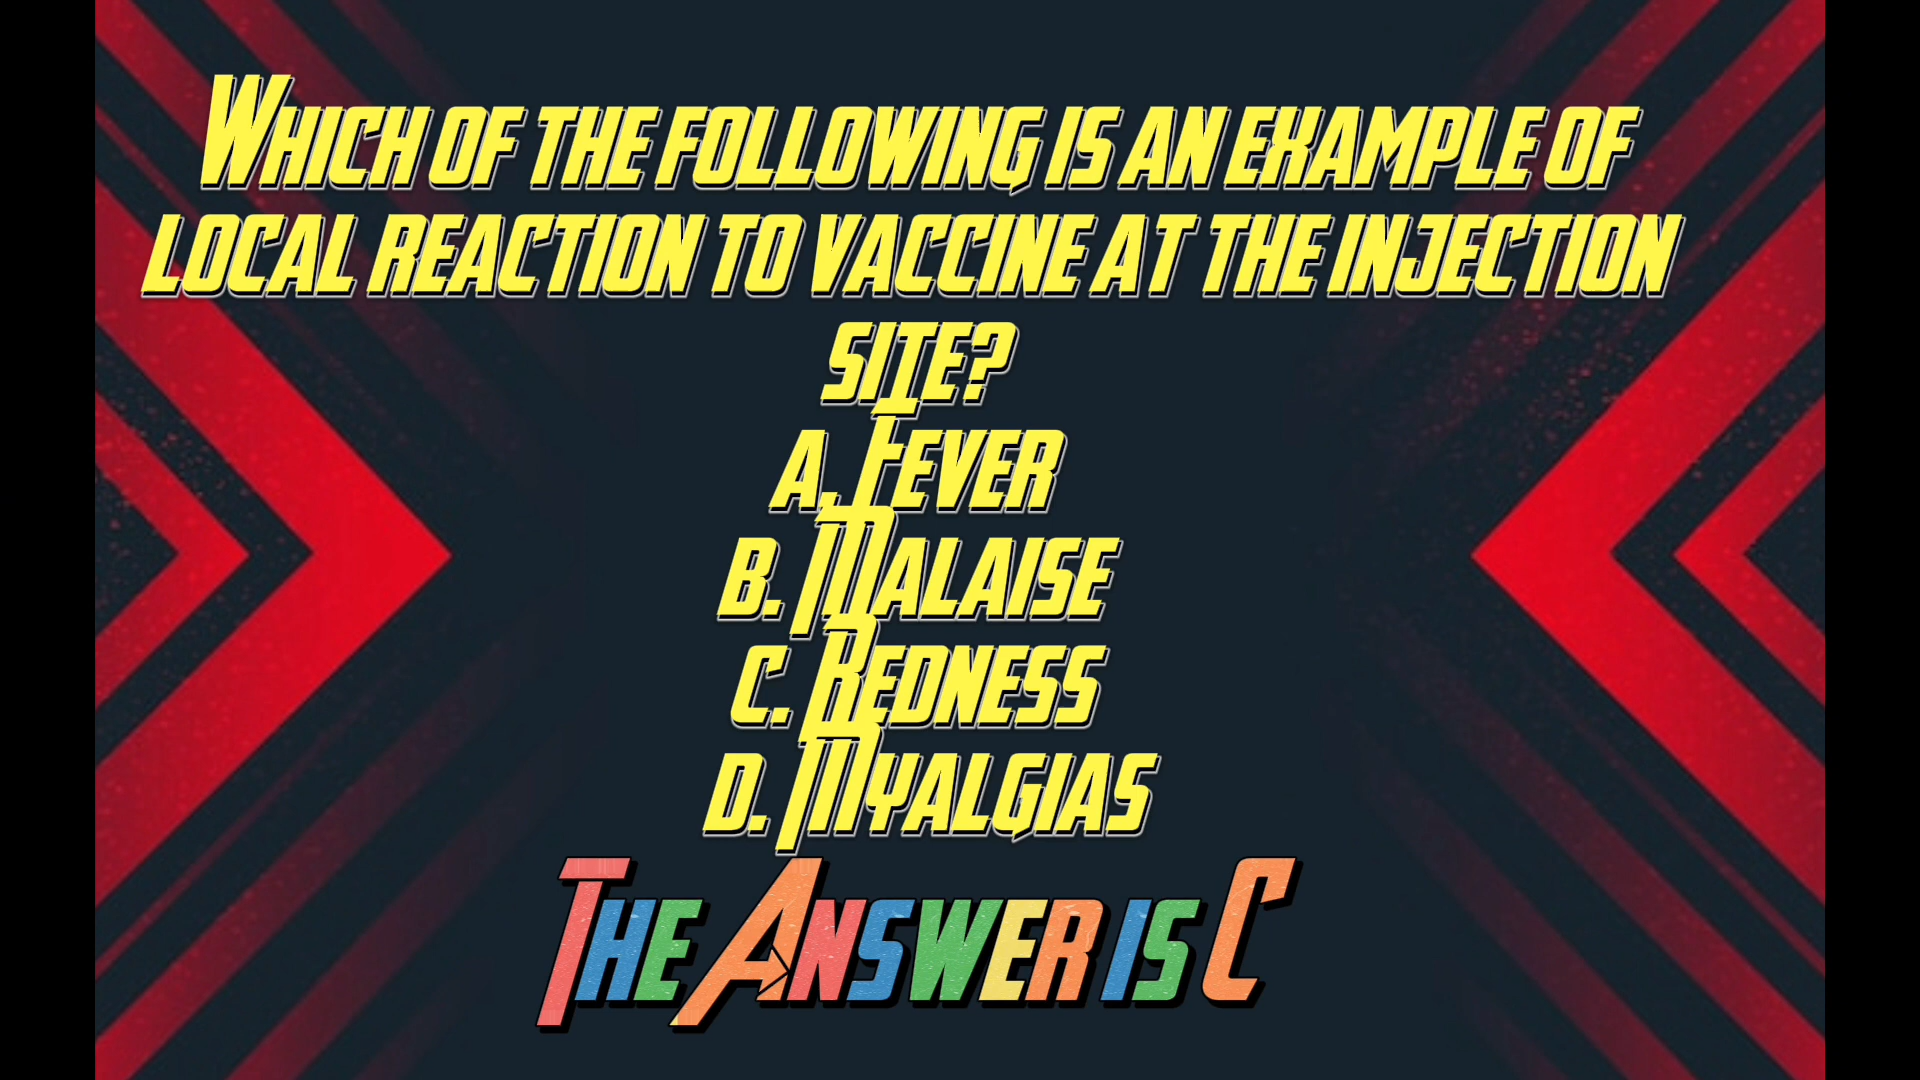 Which of the following is an example of
local reaction to vaccine at the injection
site?
a. Fever
b. Malaise
c. Redness
d. Myalgias
The Answer is C